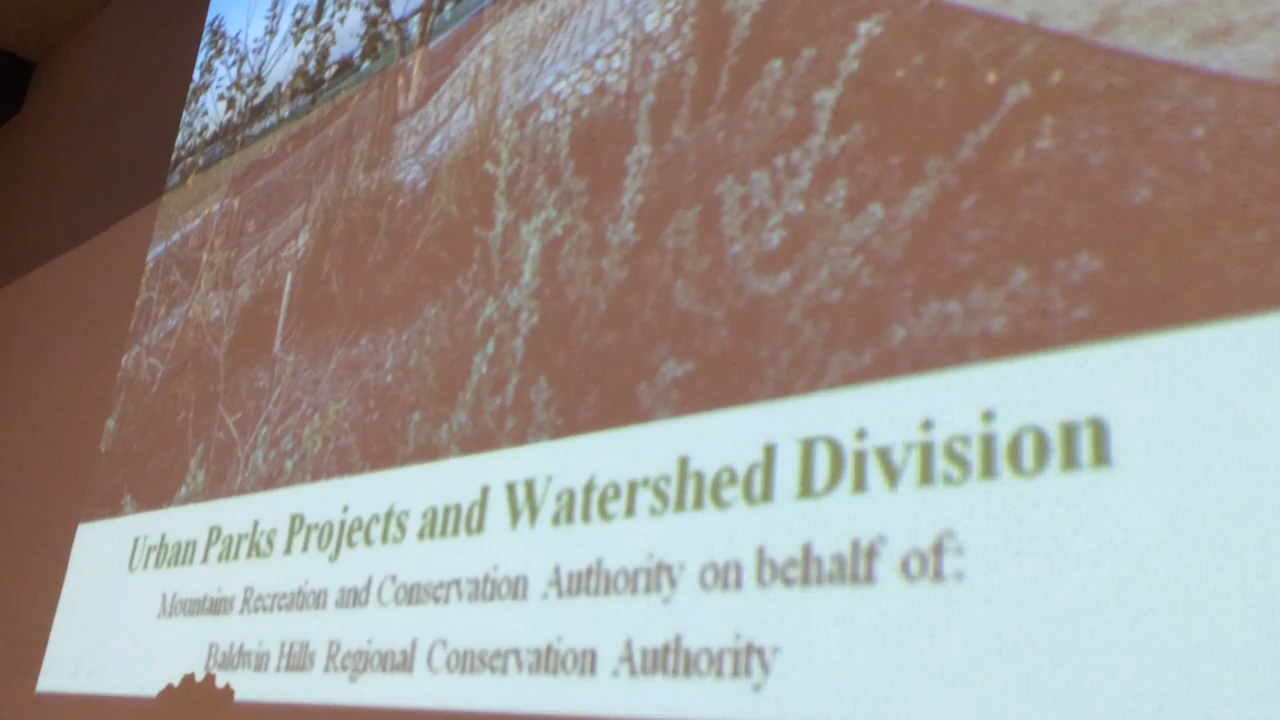 Urban Parks Projects and Watershed Division
Mountains Recreation and Conservation Authority on behalf of:
Baldwin Hills Regional Conservation Authority